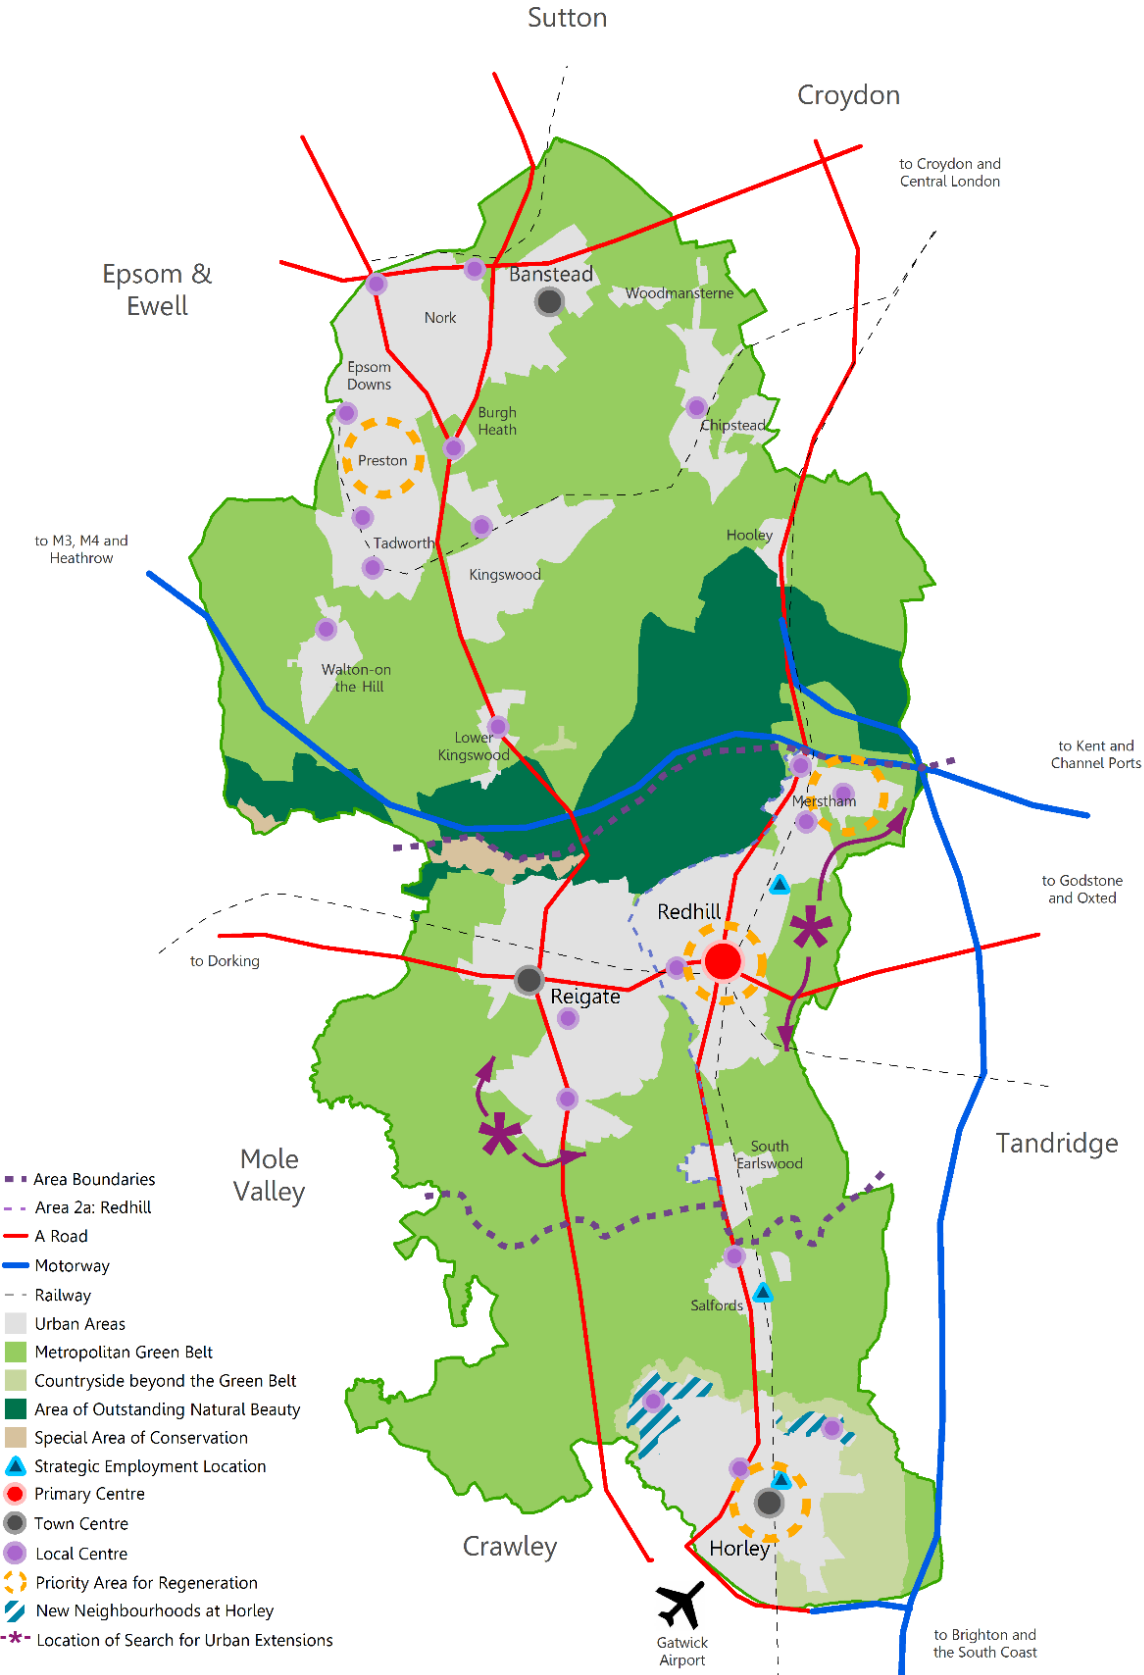 Sutton
Croydon
to Croydon and
Central London
Epsom &
Ewell
Banstead
Woodmansterne
Nork
Epsom
Downs
Burgh
Heath
Chipstead
Preston
to M3, M4 and
Heathrow
Hooley
Tadworth
Kingswood
Walton-on
the Hill
Lower
Kingswood
to Kent and
Channel Ports
Merstham
to Godstone
and Oxted
Redhill
to Dorking
Reigate
Mole
Valley
South
Earlswood
Tandridge
Salfords
Crawley
Horley
Gatwick
Airport
to Brighton and
the South Coast
Area Boundaries
Area 2a: Redhill
A Road
Motorway
Railway
Urban Areas
Metropolitan Green Belt
Countryside beyond the Green Belt
Area of Outstanding Natural Beauty
Special Area of Conservation
Strategic Employment Location
Primary Centre
Town Centre
Local Centre
Priority Area for Regeneration
New Neighbourhoods at Horley
Location of Search for Urban Extensions